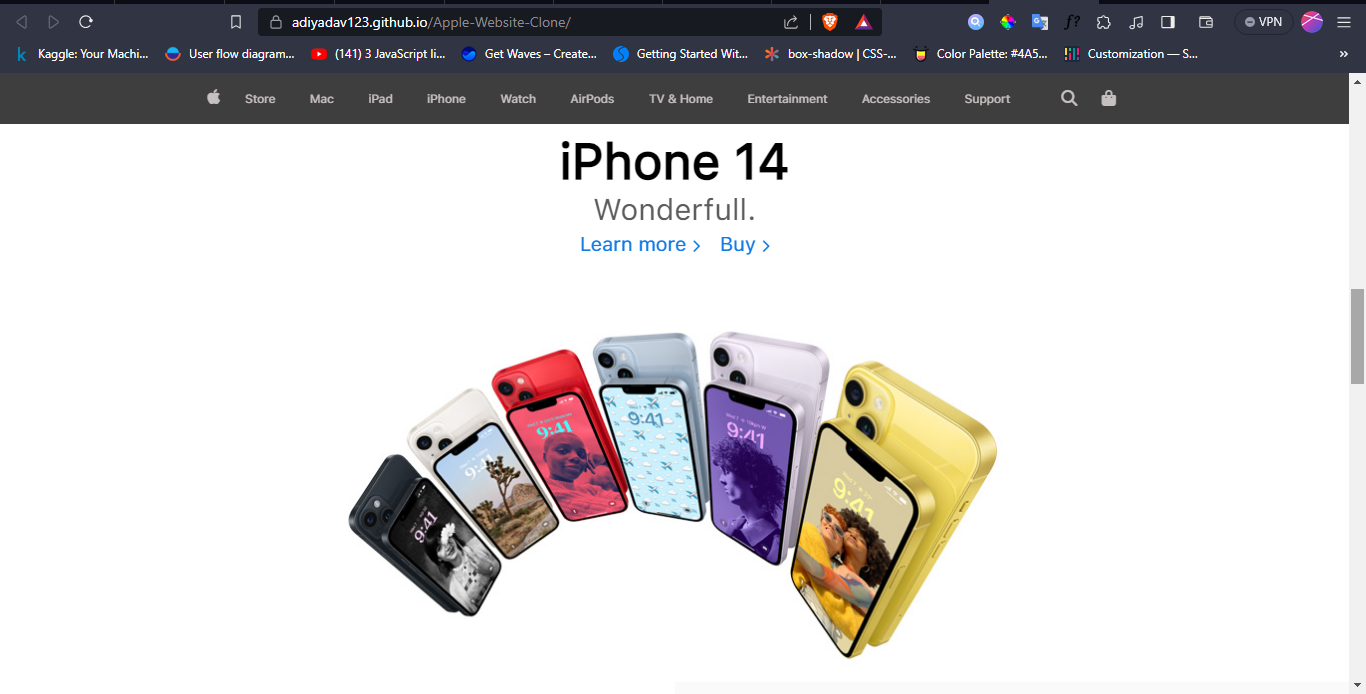 adiyadav123.github.io/Apple-Website-Clone/
VPN
Kaggle: Your Machi... User flow diagram... (141) 3 JavaScript li... Get Waves – Create... Getting Started Wit... box-shadow | CSS-... Color Palette: #4A5... Customization — S... »
Store Mac iPad iPhone Watch AirPods TV & Home Entertainment Accessories Support
iPhone 14
Wonderfull.
Learn more > Buy >
9:41
9:41
9:41
9:41
9:41
9:41